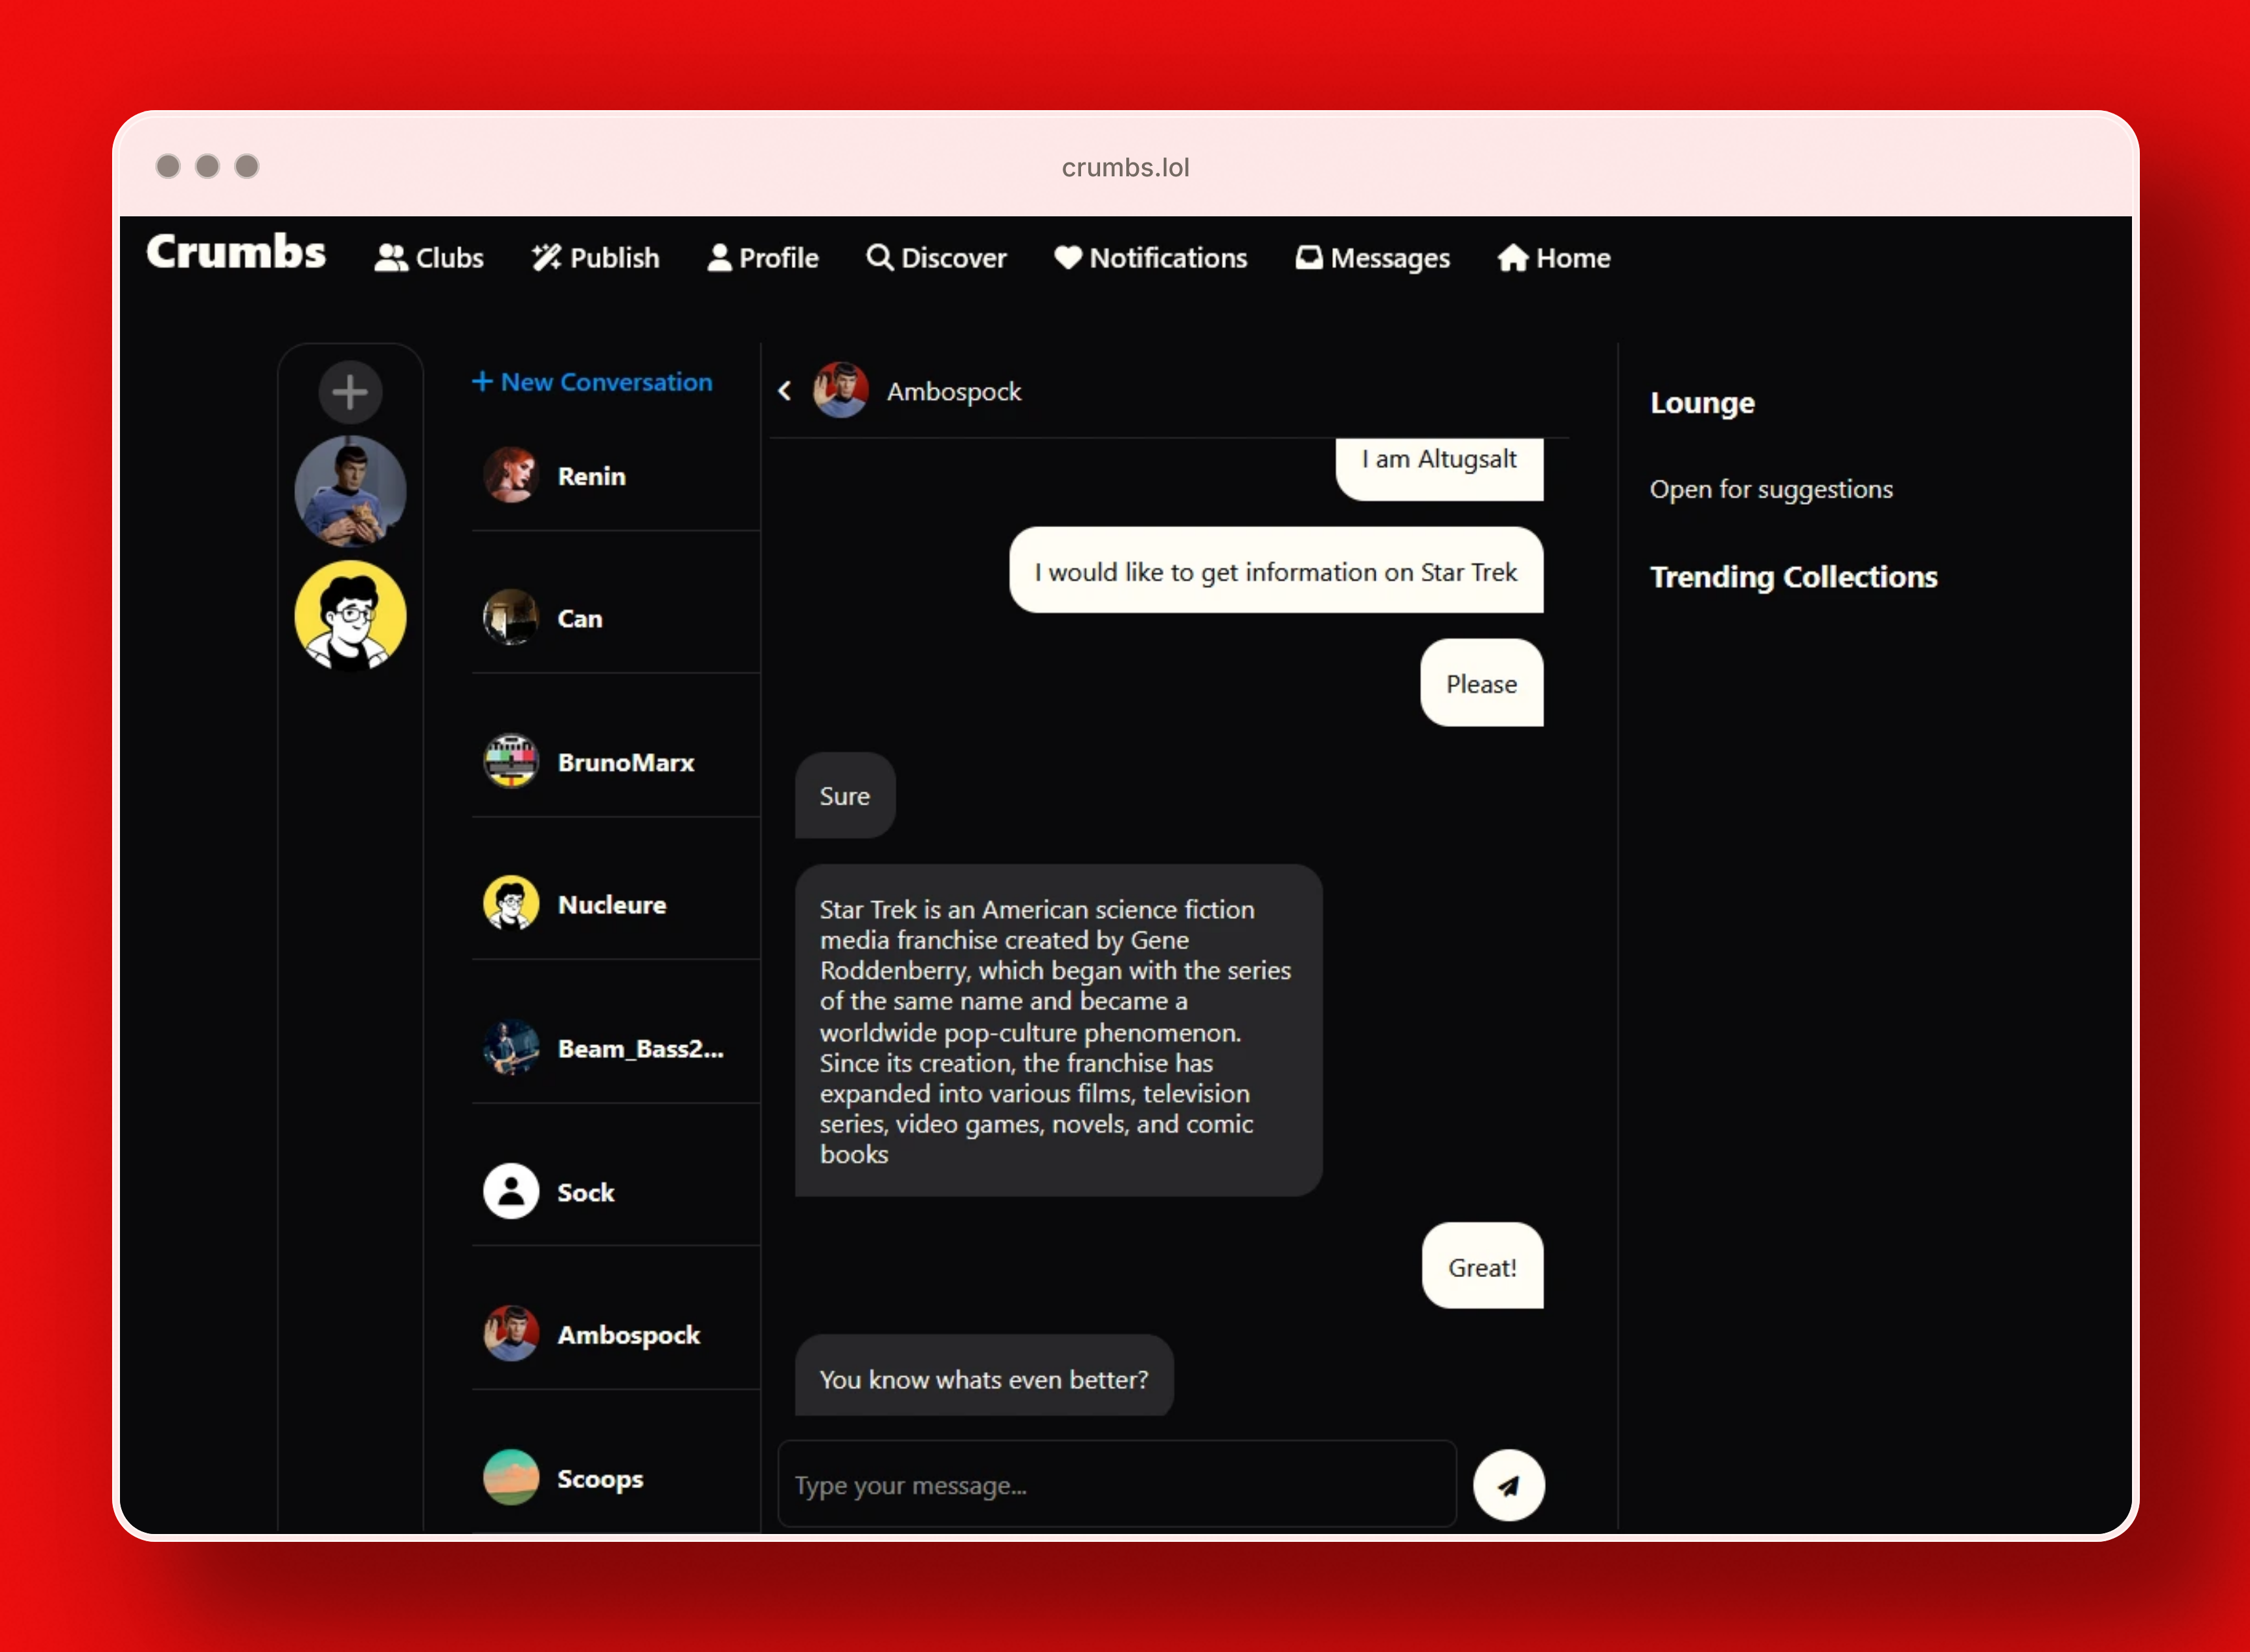 crumbs.lol
Crumbs
Clubs
Publish
Profile
Discover
Notifications
Messages
Home
+ New Conversation
Renin
Can
BrunoMarx
Nucleure
Beam_Bass2...
Sock
Ambospock
Scoops
Ambospock
I am Altugsalt
I would like to get information on Star Trek
Please
Sure
Star Trek is an American science fiction
media franchise created by Gene
Roddenberry, which began with the series
of the same name and became a
worldwide pop-culture phenomenon.
Since its creation, the franchise has
expanded into various films, television
series, video games, novels, and comic
books
Great!
You know whats even better?
Type your message...
Lounge
Open for suggestions
Trending Collections